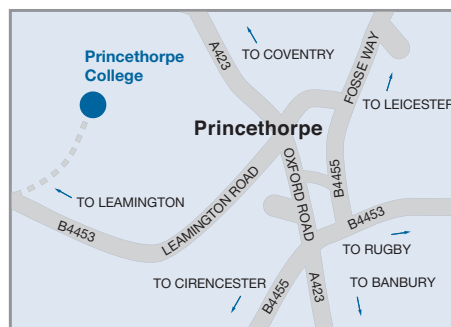 A423
TO COVENTRY
FOSSE WAY
Princethorpe
College
TO LEICESTER
Princethorpe
OXFORD ROAD
B4455
TO LEAMINGTON
LEAMINGTON ROAD
B4453
B4453
TO RUGBY
TO CIRENCESTER
B4455
A423
TO BANBURY